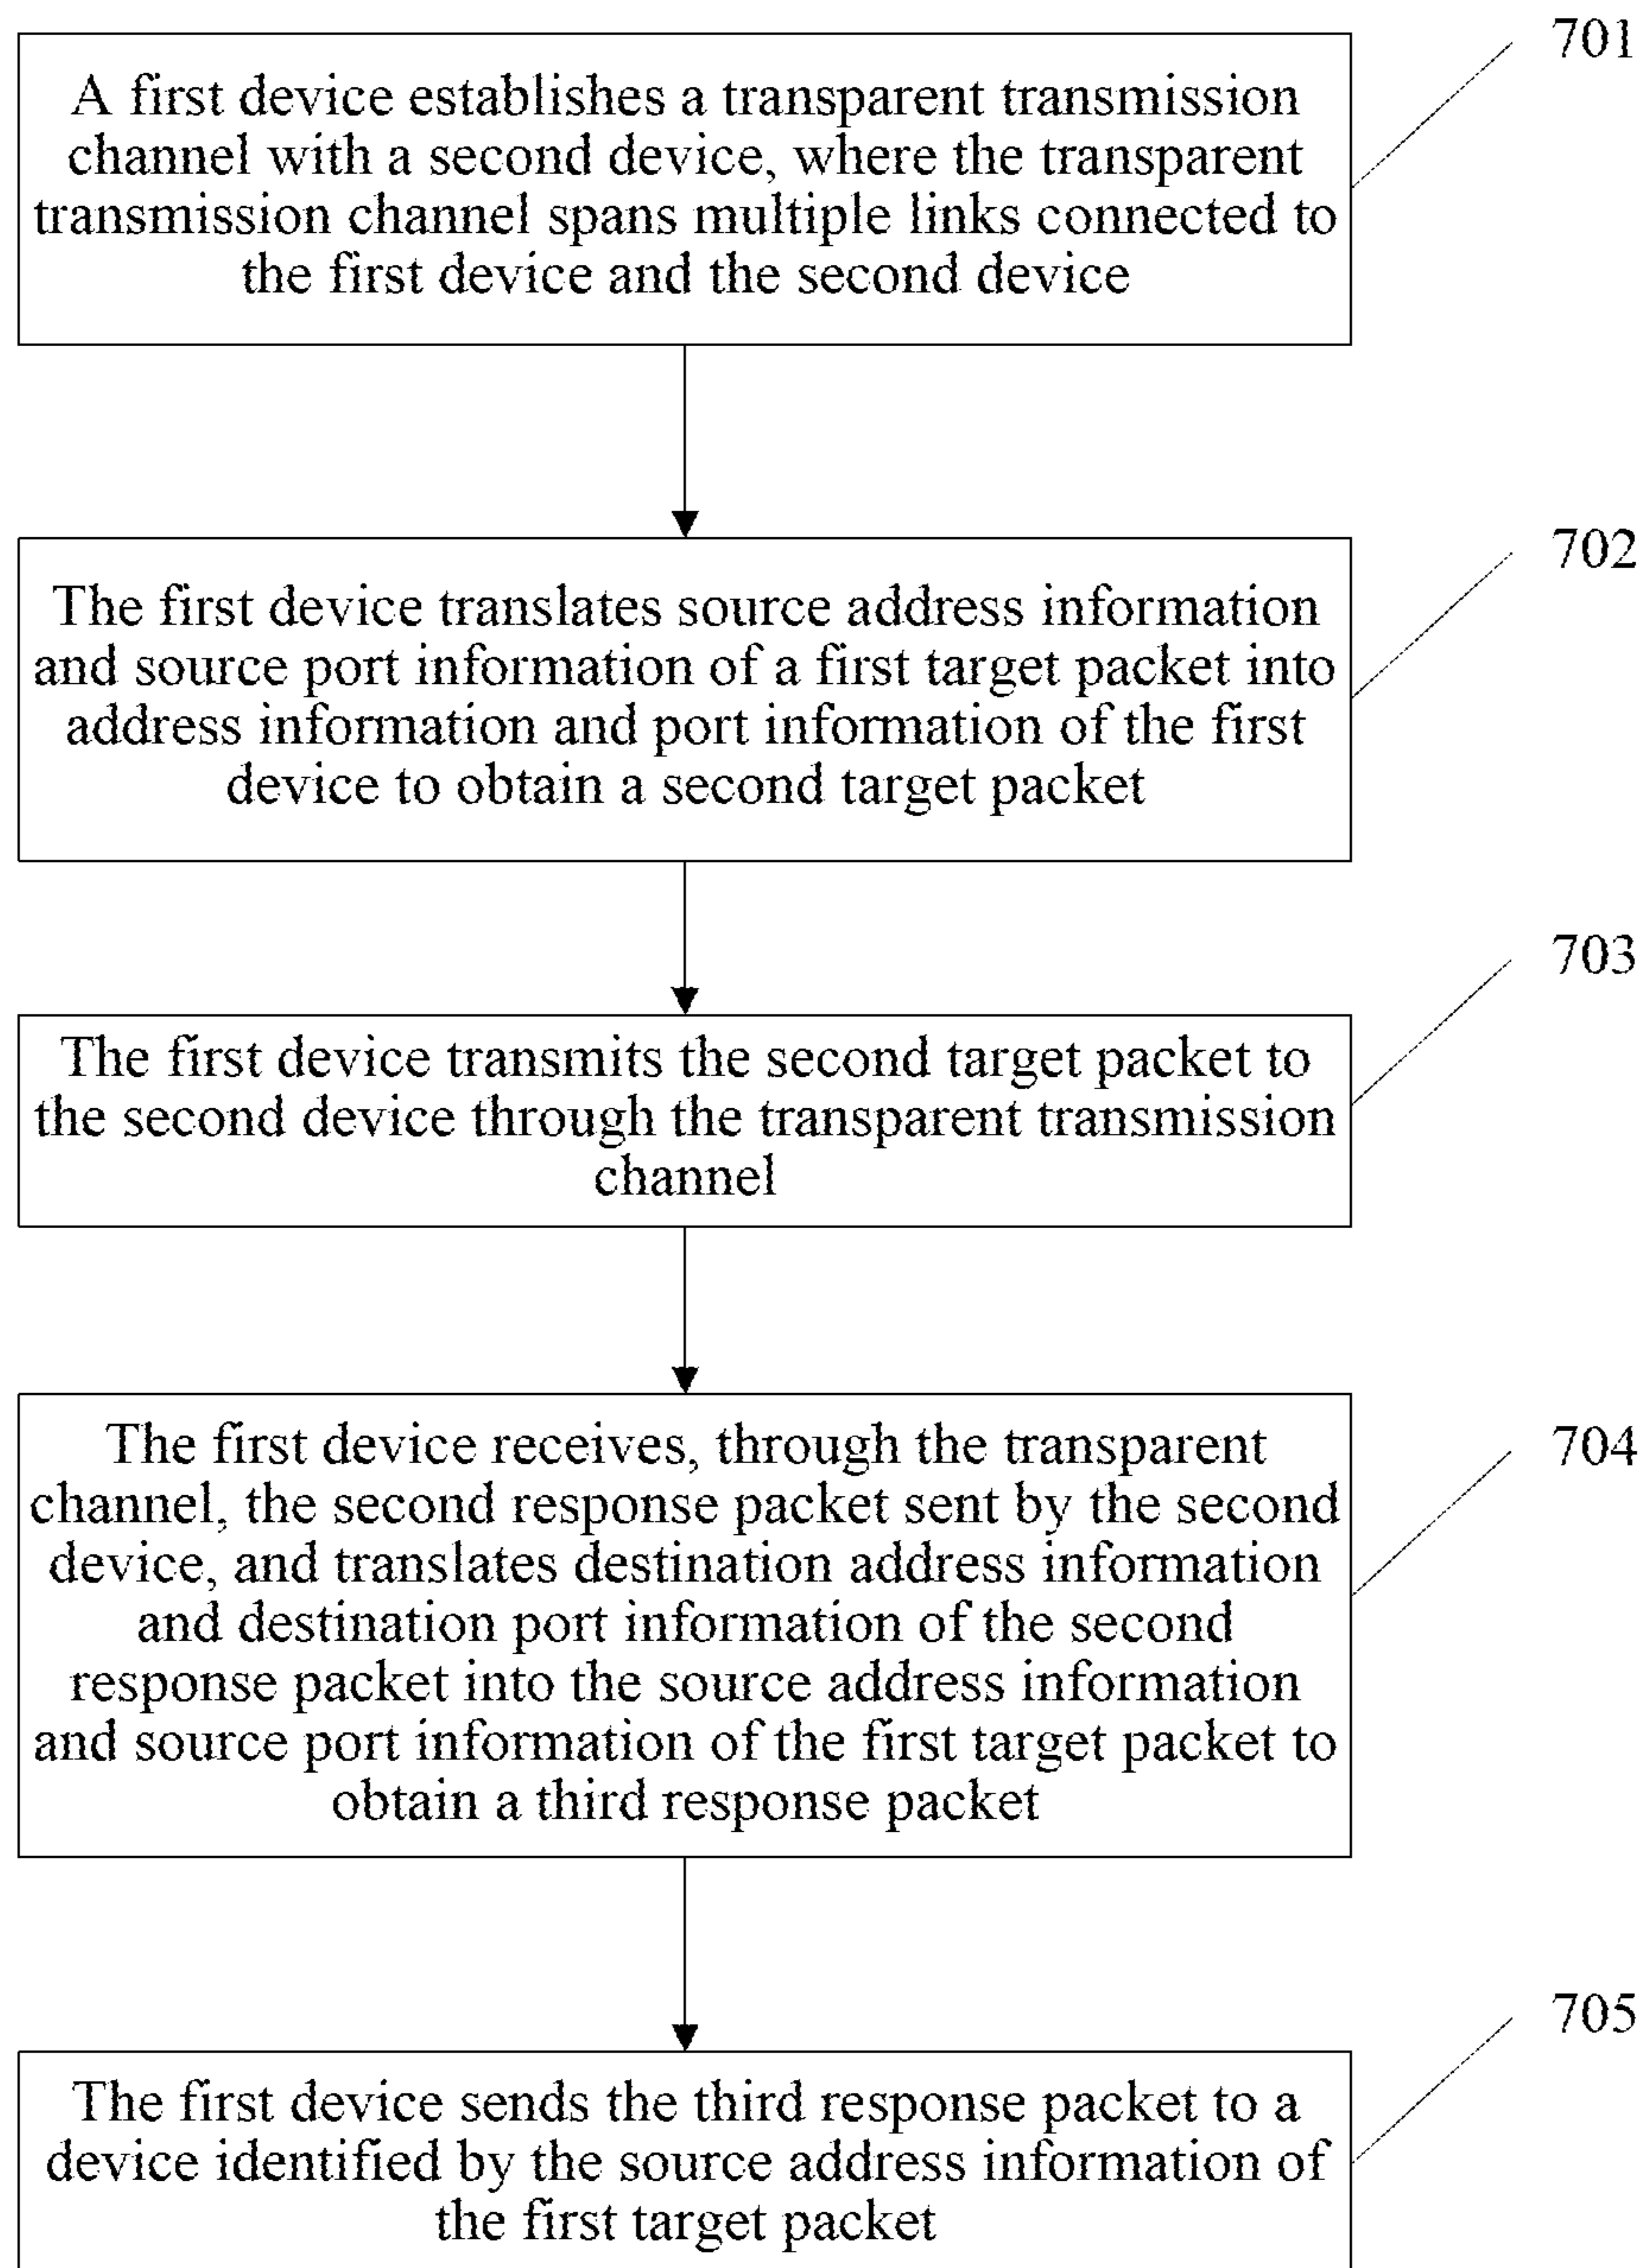 701
A first device establishes a transparent transmission
channel with a second device, where the transparent
transmission channel spans multiple links connected to
the first device and the second device
702
The first device translates source address information
and source port information of a first target packet into
address information and port information of the first
device to obtain a second target packet
703
The first device transmits the second target packet to
the second device through the transparent transmission
channel
704
The first device receives, through the transparent
channel, the second response packet sent by the second
device, and translates destination address information
and destination port information of the second
response packet into the source address information
and source port information of the first target packet to
obtain a third response packet
705
The first device sends the third response packet to a
device identified by the source address information of
the first target packet